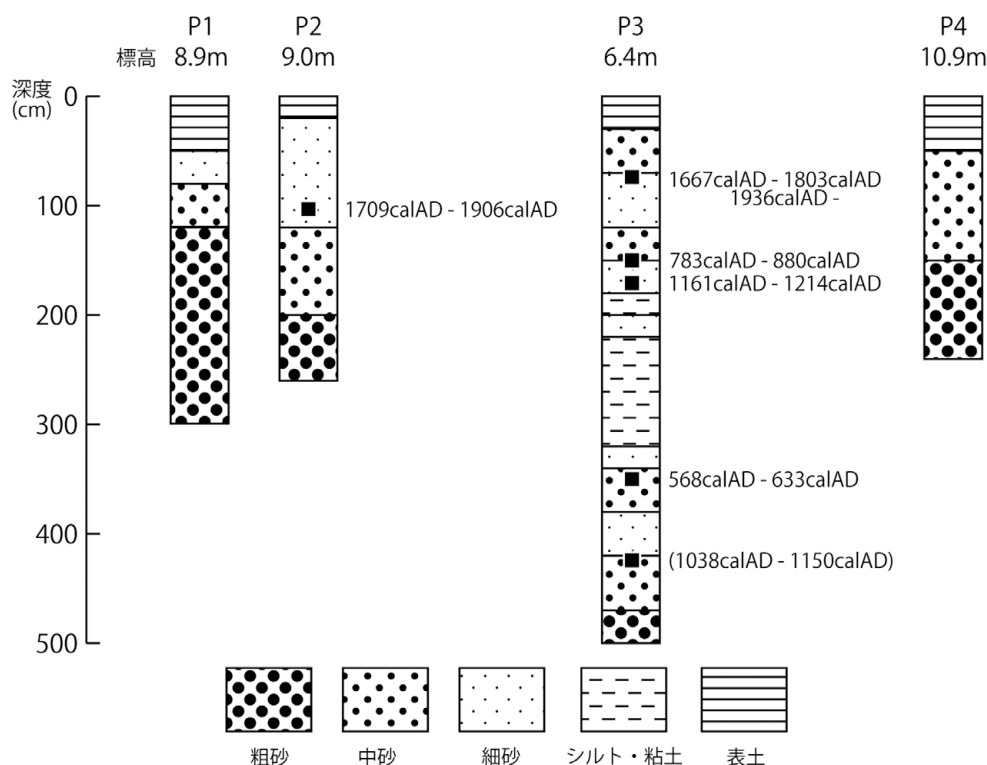 P1 P2 P3 P4
標高 8.9m 9.0m 6.4m 10.9m
深度
(cm)
0
100
200
300
400
500
1709calAD - 1906calAD
1667calAD - 1803calAD
1936calAD -
783calAD - 880calAD
1161calAD - 1214calAD
568calAD - 633calAD
(1038calAD - 1150calAD)
粗砂 中砂 細砂 シルト・粘土 表土